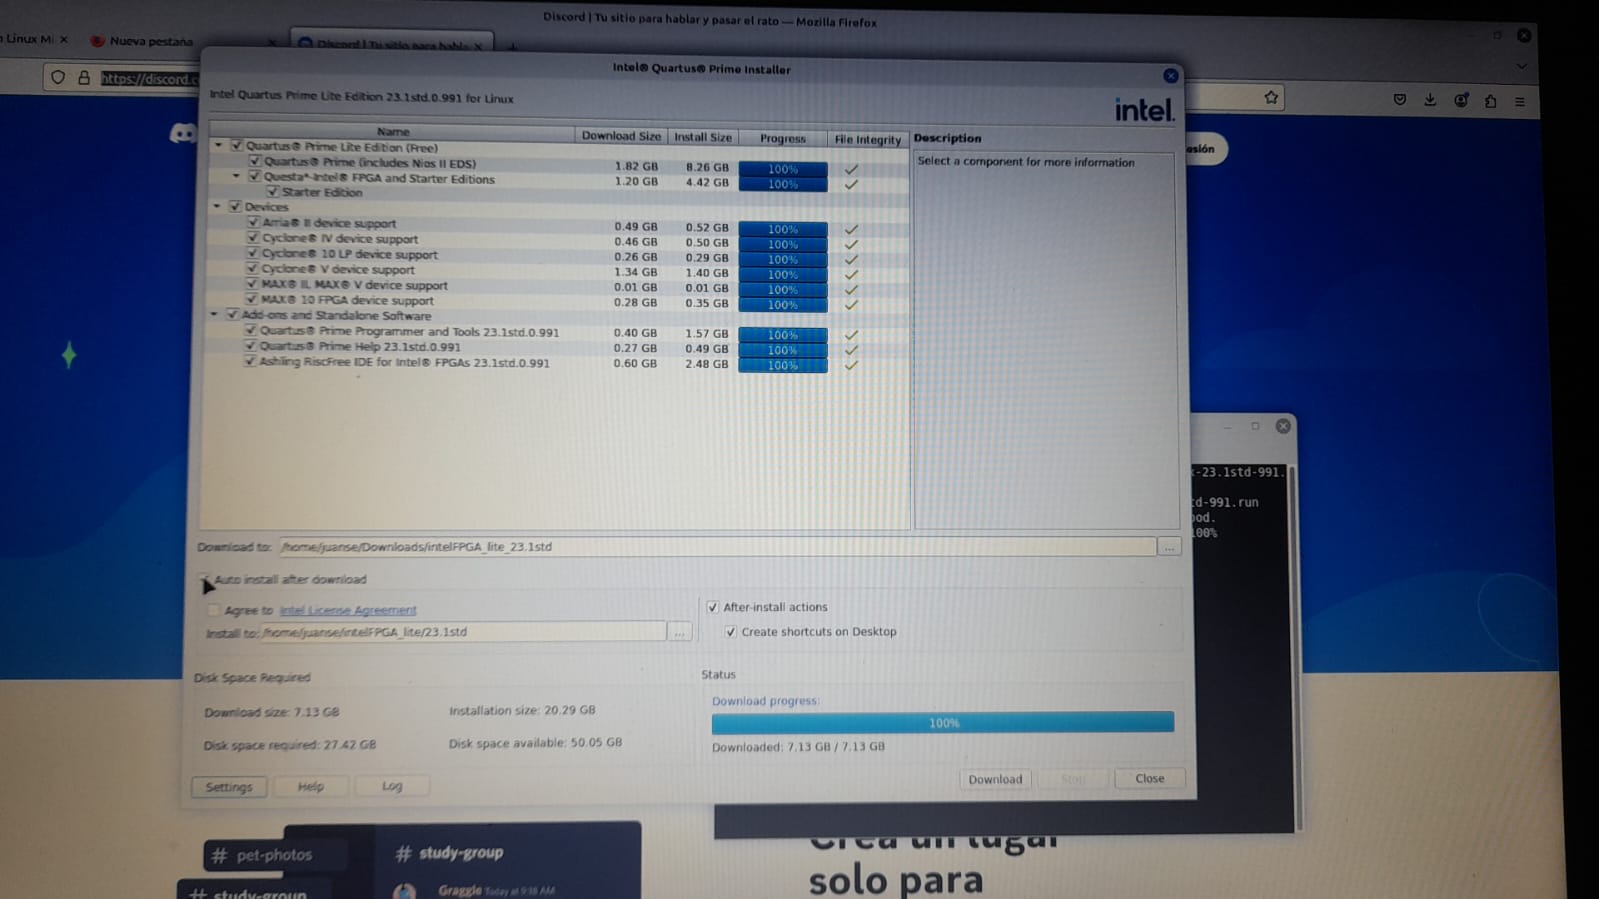 Discord | Tu sitio para hablar y pasar el rato — Mozilla Firefox
Linux Mi
Nueva pestaña
Discord | Tu sitio para habla
https://discord.c
esión
Intel® Quartus® Prime Installer
Intel Quartus Prime Lite Edition 23.1std.0.991 for Linux
intel.
Name Download Size Install Size Progress File Integrity
Quartus® Prime Lite Edition (Free)
Quartus® Prime (includes Nios II EDS) 1.82 GB 8.26 GB 100%
Questa*-Intel® FPGA and Starter Editions 1.20 GB 4.42 GB 100%
Starter Edition
Devices
Arria® II device support 0.49 GB 0.52 GB 100%
Cyclone® IV device support 0.46 GB 0.50 GB 100%
Cyclone® 10 LP device support 0.26 GB 0.29 GB 100%
Cyclone® V device support 1.34 GB 1.40 GB 100%
MAX® II, MAX® V device support 0.01 GB 0.01 GB 100%
MAX® 10 FPGA device support 0.28 GB 0.35 GB 100%
Add-ons and Standalone Software
Quartus® Prime Programmer and Tools 23.1std.0.991 0.40 GB 1.57 GB 100%
Quartus® Prime Help 23.1std.0.991 0.27 GB 0.49 GB 100%
Ashling RiscFree IDE for Intel® FPGAs 23.1std.0.991 0.60 GB 2.48 GB 100%
Description
Select a component for more information
Download to: /home/juanse/Downloads/intelFPGA_lite_23.1std ...
Auto install after download
Agree to Intel License Agreement
Install to: /home/juanse/intelFPGA_lite/23.1std ...
After-install actions
Create shortcuts on Desktop
Disk Space Required
Download size: 7.13 GB Installation size: 20.29 GB
Disk space required: 27.42 GB Disk space available: 50.05 GB
Status
Download progress:
100%
Downloaded: 7.13 GB / 7.13 GB
Settings Help Log
Download Stop Close
-23.1std-991.
td-991.run
ood.
100%
# pet-photos
# study-group
# study-group
Graggle Today at 9:18 AM
Crea un lugar
solo para